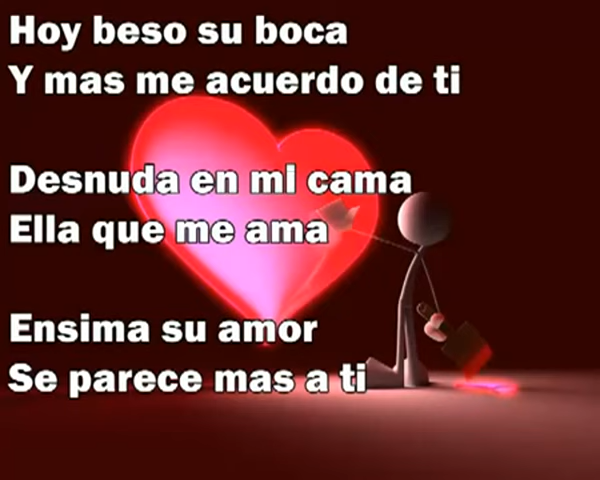 Hoy beso su boca
Y mas me acuerdo de ti
Desnuda en mi cama
Ella que me ama
Ensima su amor
Se parece mas a ti